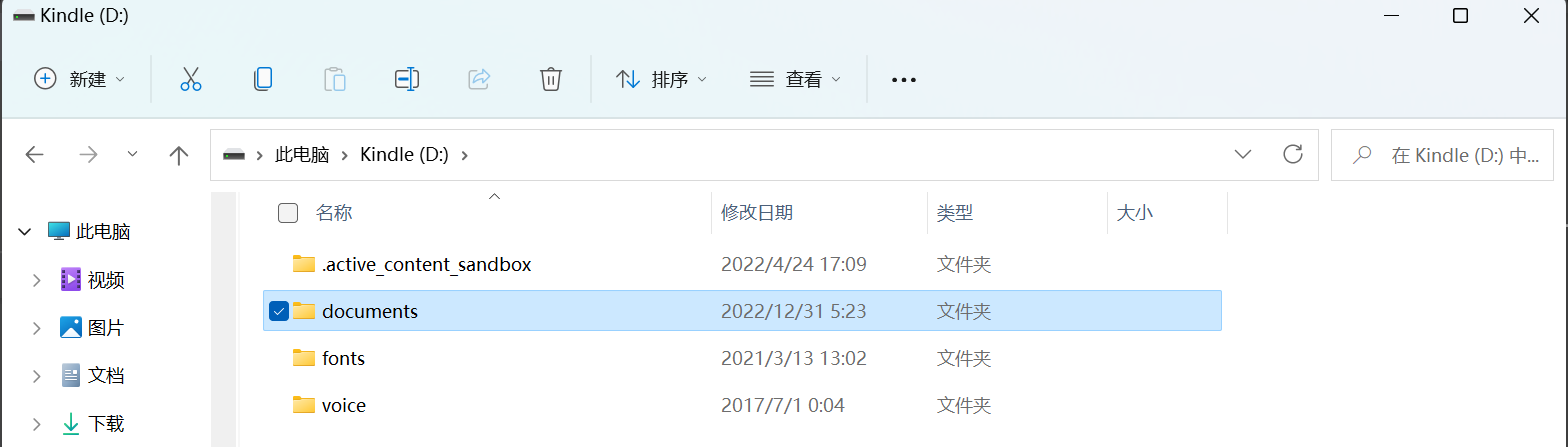 Kindle (D:)
新建 排序 查看
此电脑 Kindle (D:) 在 Kindle (D:) 中...
此电脑
视频
图片
文档
下载
名称 修改日期 类型 大小
.active_content_sandbox 2022/4/24 17:09 文件夹
documents 2022/12/31 5:23 文件夹
fonts 2021/3/13 13:02 文件夹
voice 2017/7/1 0:04 文件夹